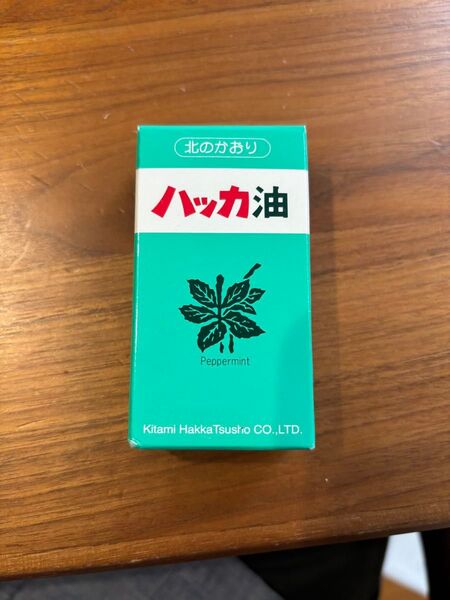 北のかおり
ハッカ油
Peppermint
Kitami HakkaTsusho CO.,LTD.